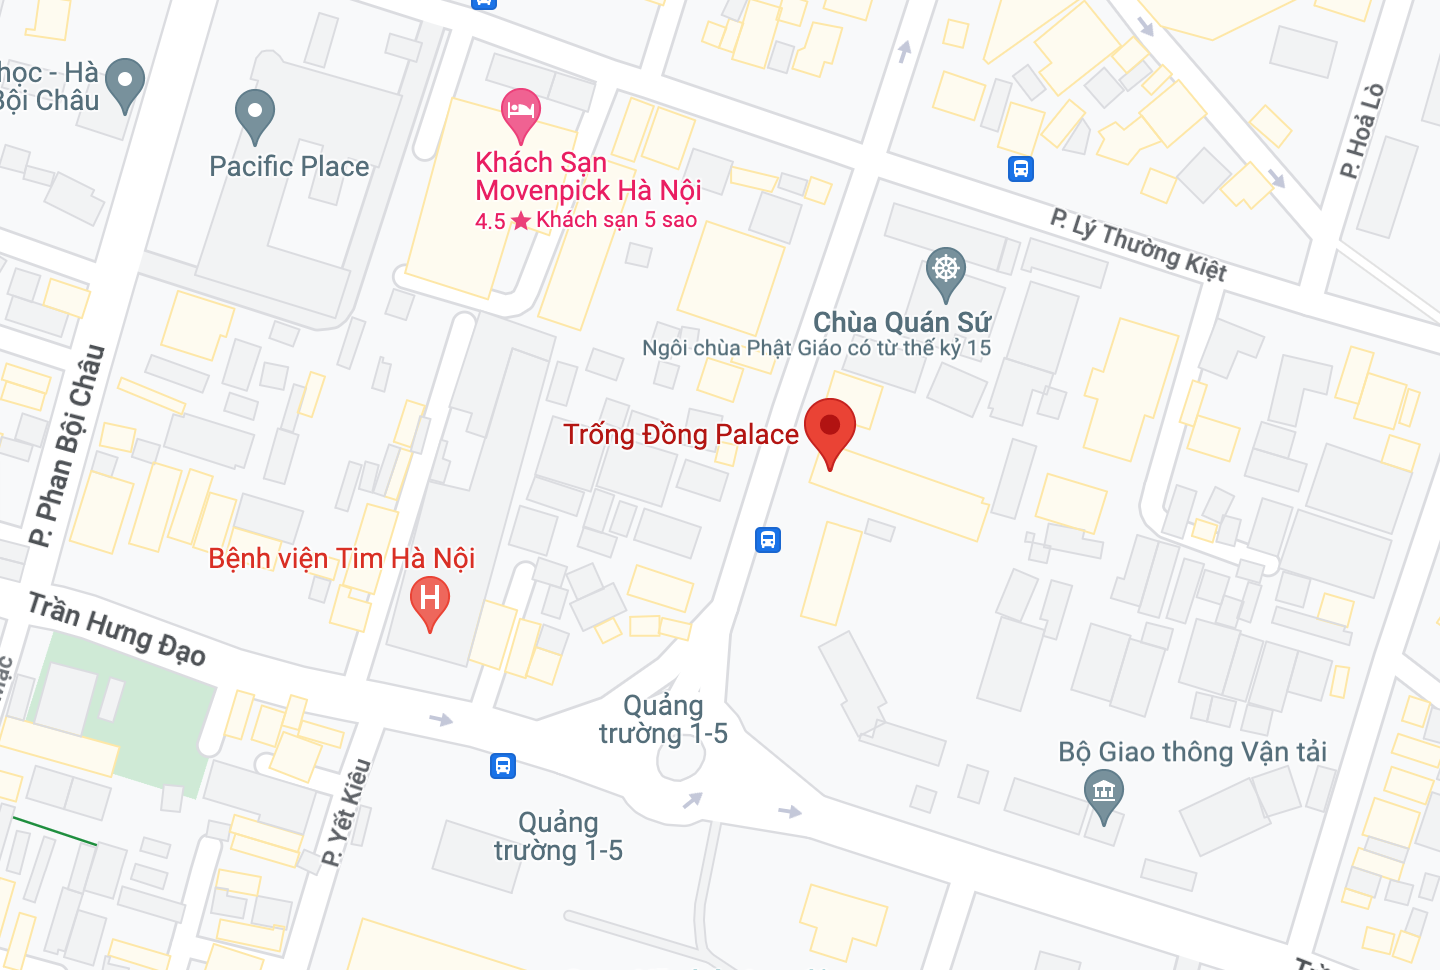 học - Hà
Bội Châu
Pacific Place
Khách Sạn
Movenpick Hà Nội
4.5 ★ Khách sạn 5 sao
P. Hoả Lò
P. Lý Thường Kiệt
Chùa Quán Sứ
Ngôi chùa Phật Giáo có từ thế kỷ 15
P. Phan Bội Châu
Trống Đồng Palace
Bệnh viện Tim Hà Nội
H
Trần Hưng Đạo
Quảng
trường 1-5
Bộ Giao thông Vận tải
P. Yết Kiêu
Quảng
trường 1-5